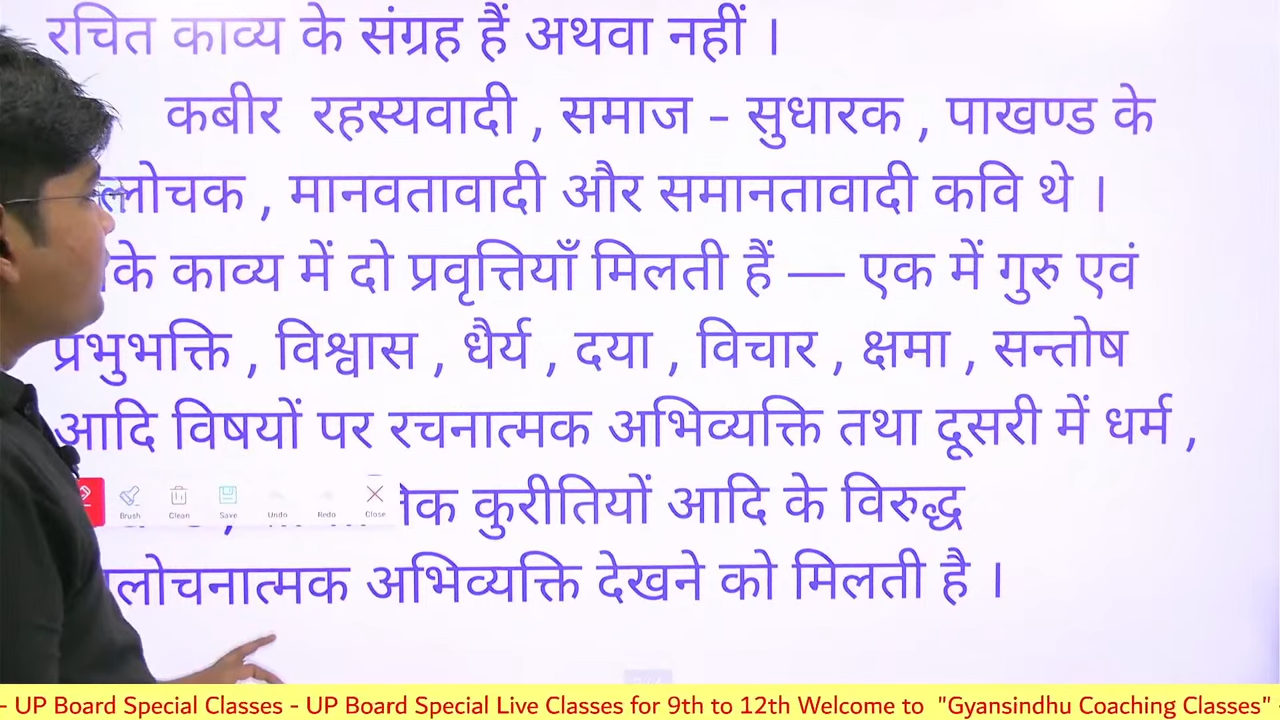 रचित काव्य के संग्रह हैं अथवा नहीं ।
कबीर रहस्यवादी , समाज – सुधारक , पाखण्ड के
मानवतावादी और समानतावादी कवि थे ।
काव्य में दो प्रवृत्तियाँ मिलती हैं — एक में गुरु एवं
प्रभुभक्ति , विश्वास , धैर्य , दया , विचार , क्षमा , सन्तोष
आदि विषयों पर रचनात्मक अभिव्यक्ति तथा दूसरी में धर्म ,
कुरीतियों आदि के विरुद्ध
अभिव्यक्ति देखने को मिलती है ।
Brush Clean Save Undo Redo Close
- UP Board Special Classes - UP Board Special Live Classes for 9th to 12th Welcome to "Gyansindhu Coaching Classes" -